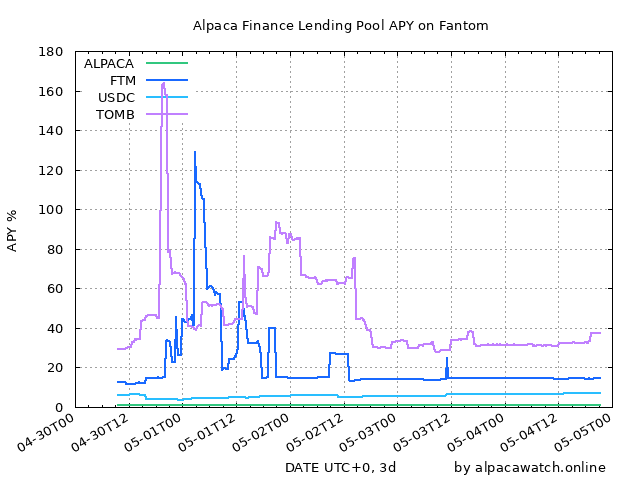 Alpaca Finance Lending Pool APY on Fantom
APY %
180
160
140
120
100
80
60
40
20
0
ALPACA
FTM
USDC
TOMB
04-30T00
04-30T12
05-01T00
05-01T12
05-02T00
05-02T12
05-03T00
05-03T12
05-04T00
05-04T12
05-05T00
DATE UTC+0, 3d
by alpacawatch.online